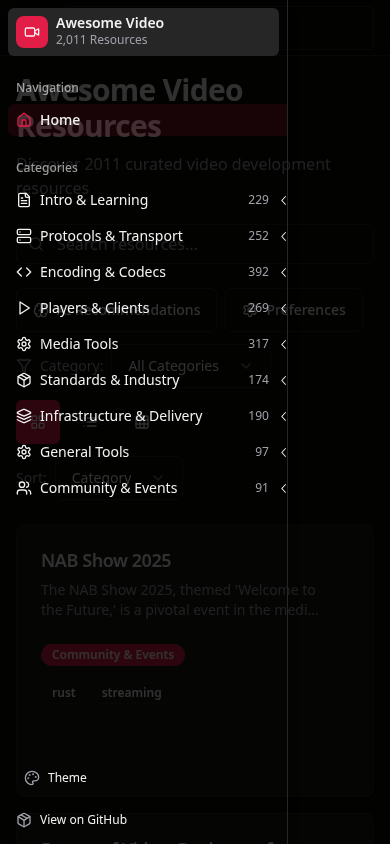 Awesome Video
2,011 Resources
Navigation
Home
Categories
Intro & Learning 229
Protocols & Transport 252
Encoding & Codecs 392
Players & Clients 269
Media Tools 317
Standards & Industry 174
Infrastructure & Delivery 190
General Tools 97
Community & Events 91
Theme
View on GitHub
Awesome Video
Resources
Discover 2011 curated video development
resources
Search resources...
Preferences
Category: All Categories
Sort: Category
NAB Show 2025
The NAB Show 2025, themed 'Welcome to
the Future,' is a pivotal event in the medi...
Community & Events
rust streaming